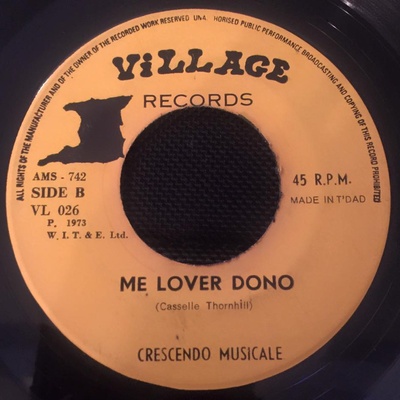 ALL RIGHTS OF THE MANUFACTURER AND OF THE OWNER OF THE RECORDED WORK RESERVED UNA HORISED PUBLIC PERFORMANCE BROADCASTING AND COPYING OF THIS RECORD PROHIBITED
ViLLAGE
RECORDS
AMS - 742
SIDE B
VL 026
P. 1973
W. I. T. & E. Ltd.
45 R.P.M.
MADE IN T'DAD
ME LOVER DONO
(Casselle Thornhill)
CRESCENDO MUSICALE